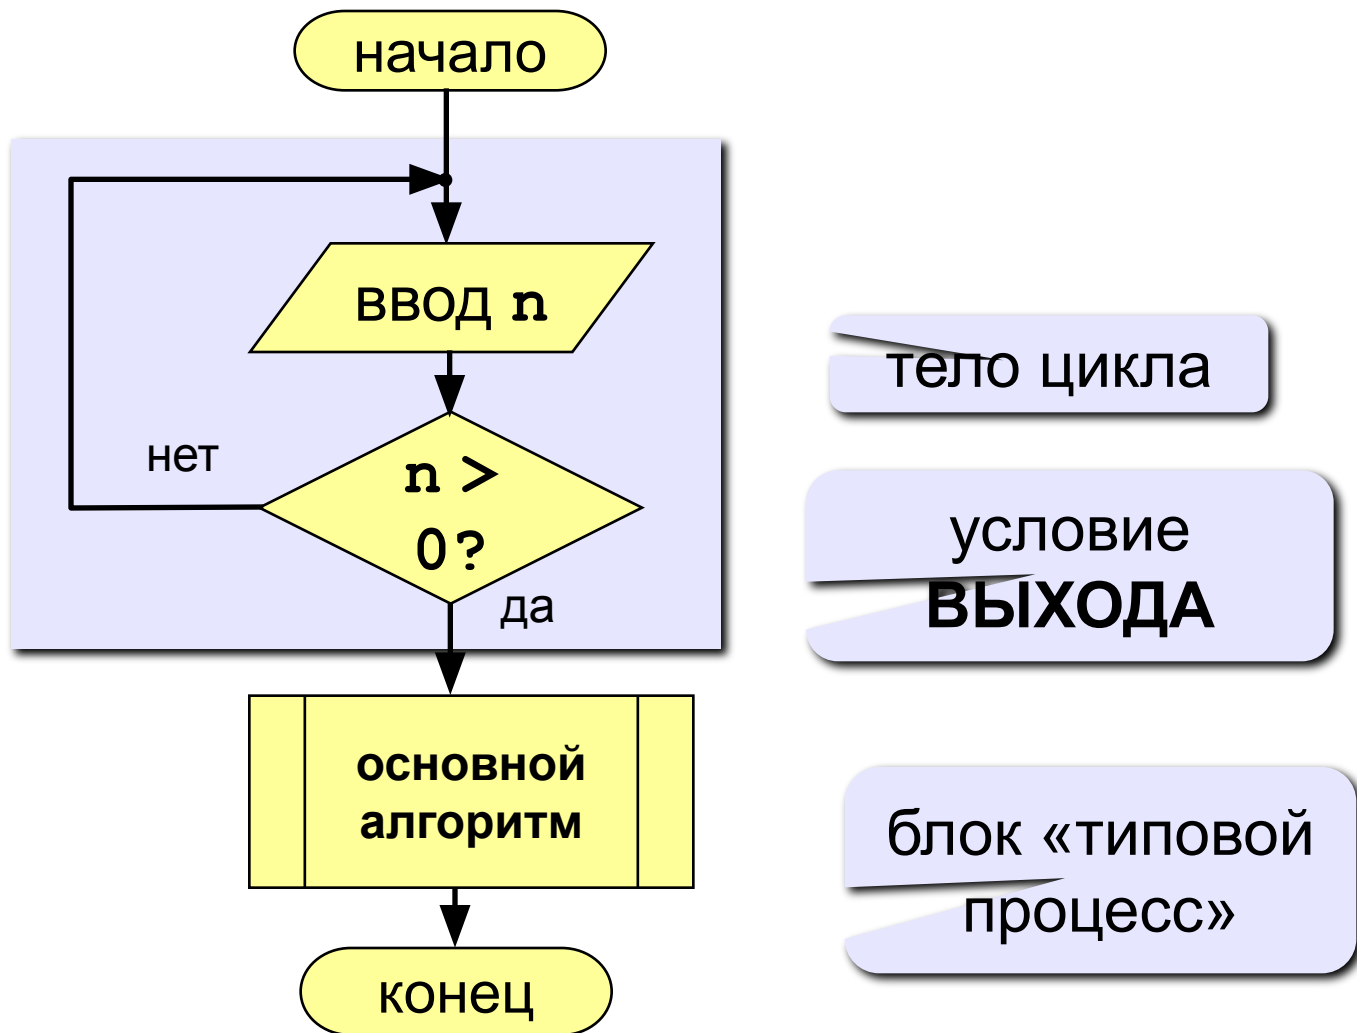 начало
ввод n
тело цикла
нет
n >
0?
условие
ВЫХОДА
да
основной
алгоритм
блок «типовой
процесс»
конец